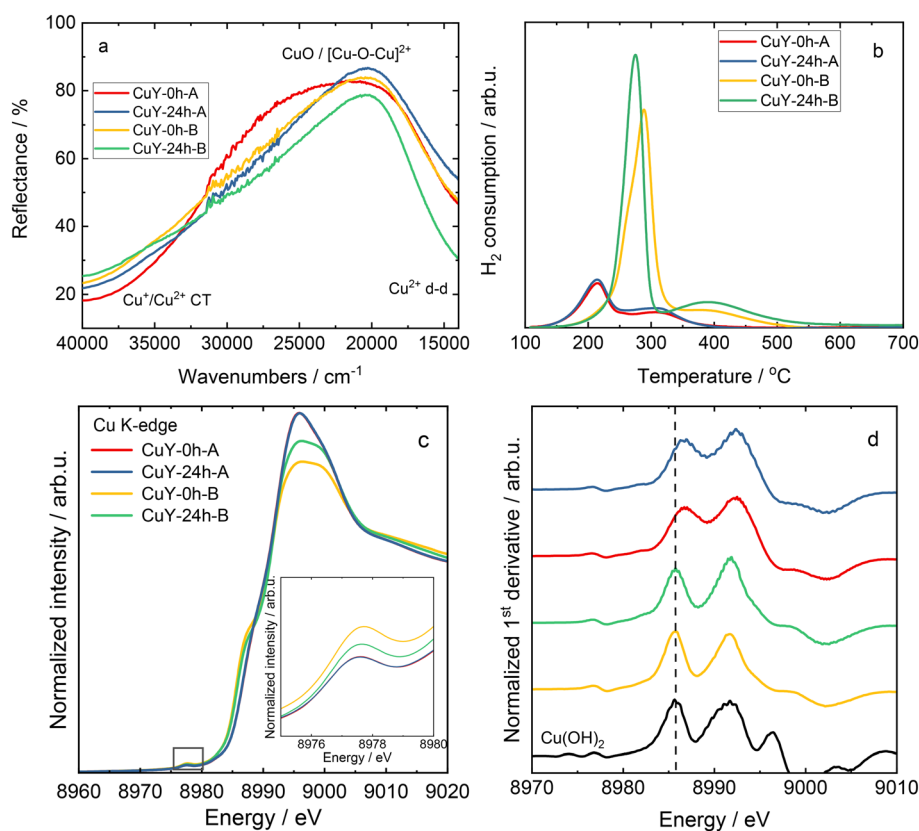 a
CuO / [Cu-O-Cu]2+
CuY-0h-A
CuY-24h-A
CuY-0h-B
CuY-24h-B
Cu+/Cu2+ CT
Cu2+ d-d
Reflectance / %
100
80
60
40
20
40000 35000 30000 25000 20000 15000
Wavenumbers / cm-1
b
CuY-0h-A
CuY-24h-A
CuY-0h-B
CuY-24h-B
H2 consumption / arb.u.
100 200 300 400 500 600 700
Temperature / oC
Cu K-edge
c
CuY-0h-A
CuY-24h-A
CuY-0h-B
CuY-24h-B
Normalized intensity / arb.u.
Normalized intensity / arb.u.
8976 8978 8980
Energy / eV
8960 8970 8980 8990 9000 9010 9020
Energy / eV
d
Cu(OH)2
Normalized 1st derivative / arb.u.
8970 8980 8990 9000 9010
Energy / eV